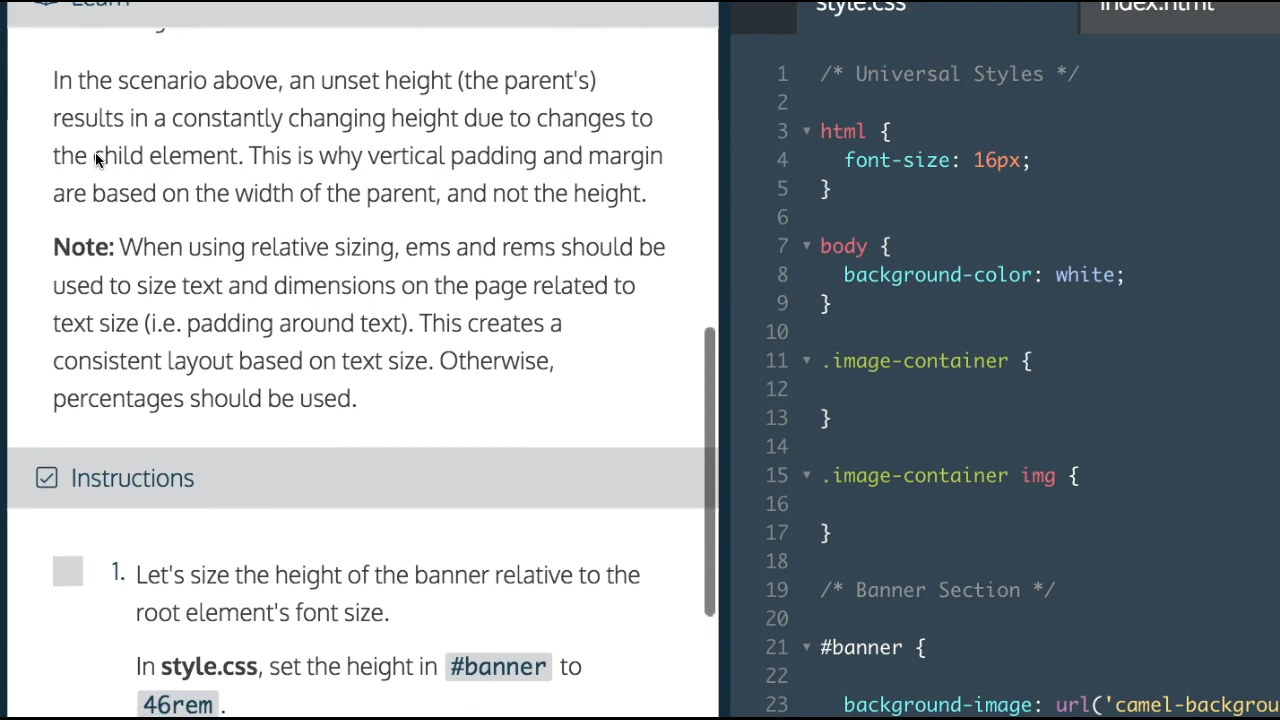 Learn
In the scenario above, an unset height (the parent's)
results in a constantly changing height due to changes to
the child element. This is why vertical padding and margin
are based on the width of the parent, and not the height.
Note: When using relative sizing, ems and rems should be
used to size text and dimensions on the page related to
text size (i.e. padding around text). This creates a
consistent layout based on text size. Otherwise,
percentages should be used.
Instructions
1. Let's size the height of the banner relative to the
root element's font size.
In style.css, set the height in #banner to
46rem.
style.css
index.html
1 /* Universal Styles */
2
3 html {
4 font-size: 16px;
5 }
6
7 body {
8 background-color: white;
9 }
10
11 .image-container {
12
13 }
14
15 .image-container img {
16
17 }
18
19 /* Banner Section */
20
21 #banner {
22
23 background-image: url('camel-backgrou